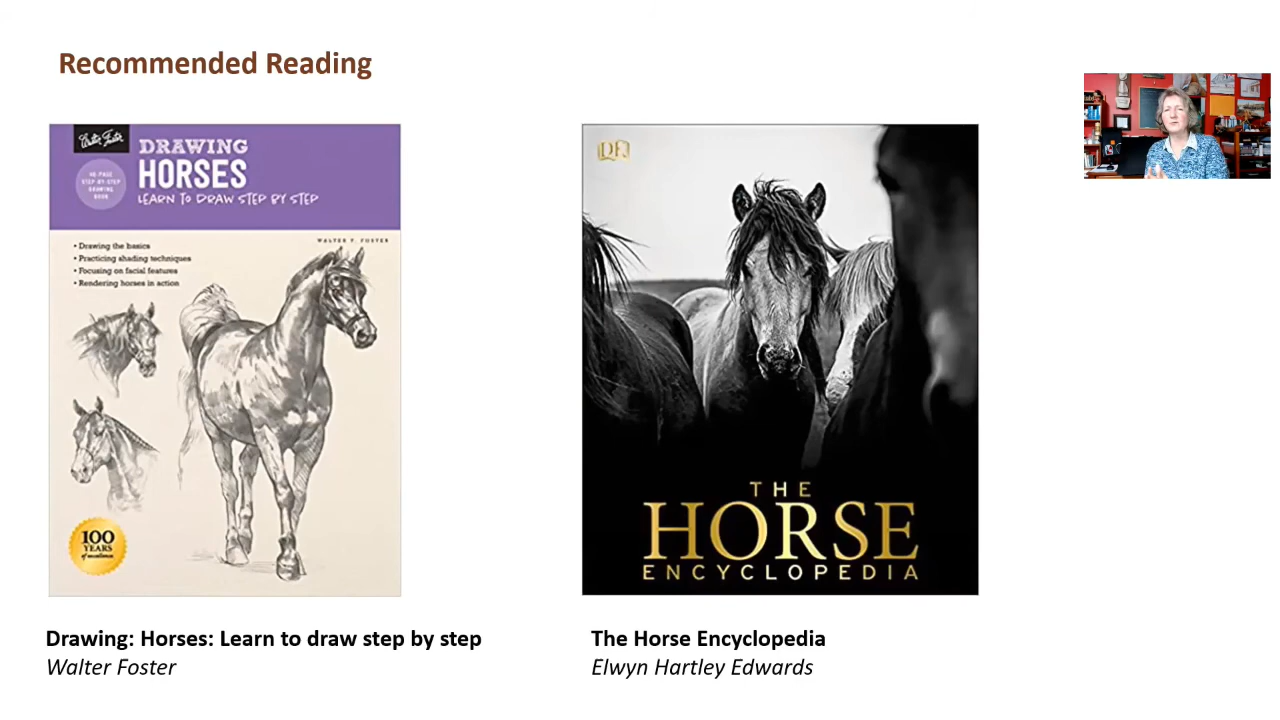 Recommended Reading
Walter Foster
DRAWING
HORSES
LEARN TO DRAW STEP BY STEP
40-PAGE
STEP-BY-STEP
DRAWING
BOOK
WALTER T. FOSTER
• Drawing the basics
• Practicing shading techniques
• Focusing on facial features
• Rendering horses in action
100
YEARS
of excellence
Drawing: Horses: Learn to draw step by step
Walter Foster
DK
THE
HORSE
ENCYCLOPEDIA
The Horse Encyclopedia
Elwyn Hartley Edwards